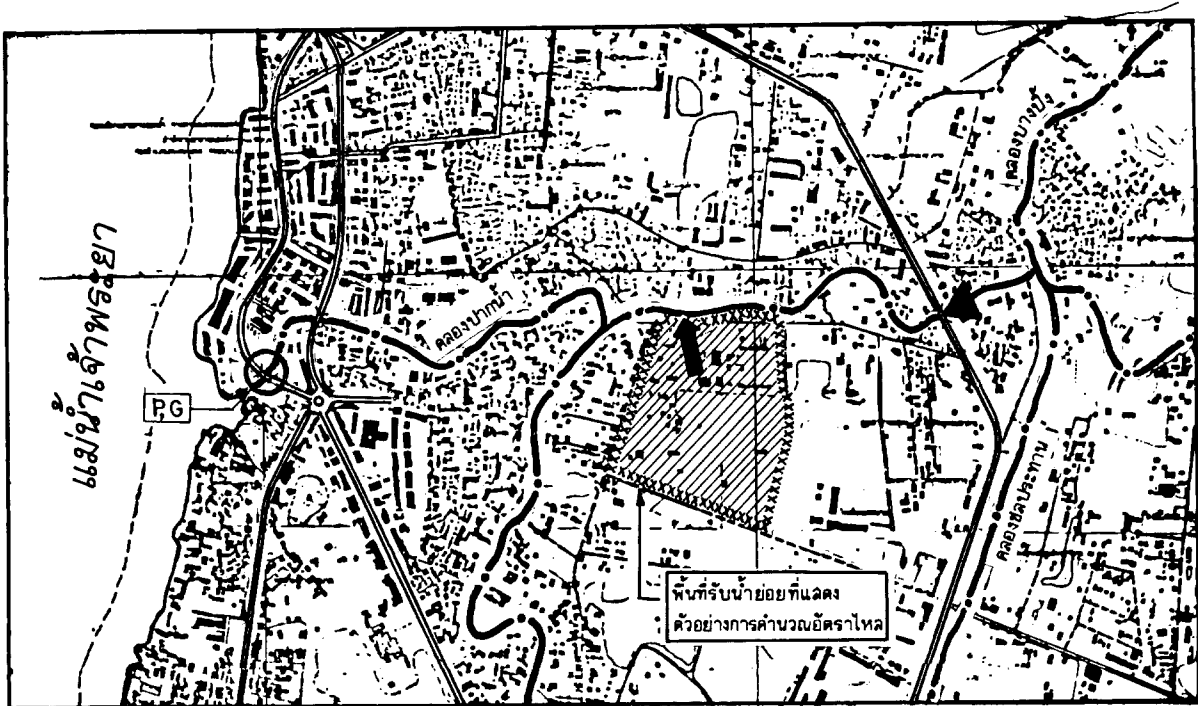 คลองบางปิ้ง
คลองปากน้ำ
แม่น้ำเจ้าพระยา
P,G
คลองชลประทาน
พื้นที่รับน้ำย่อยที่แสดง
ตัวอย่างการคำนวณอัตราไหล